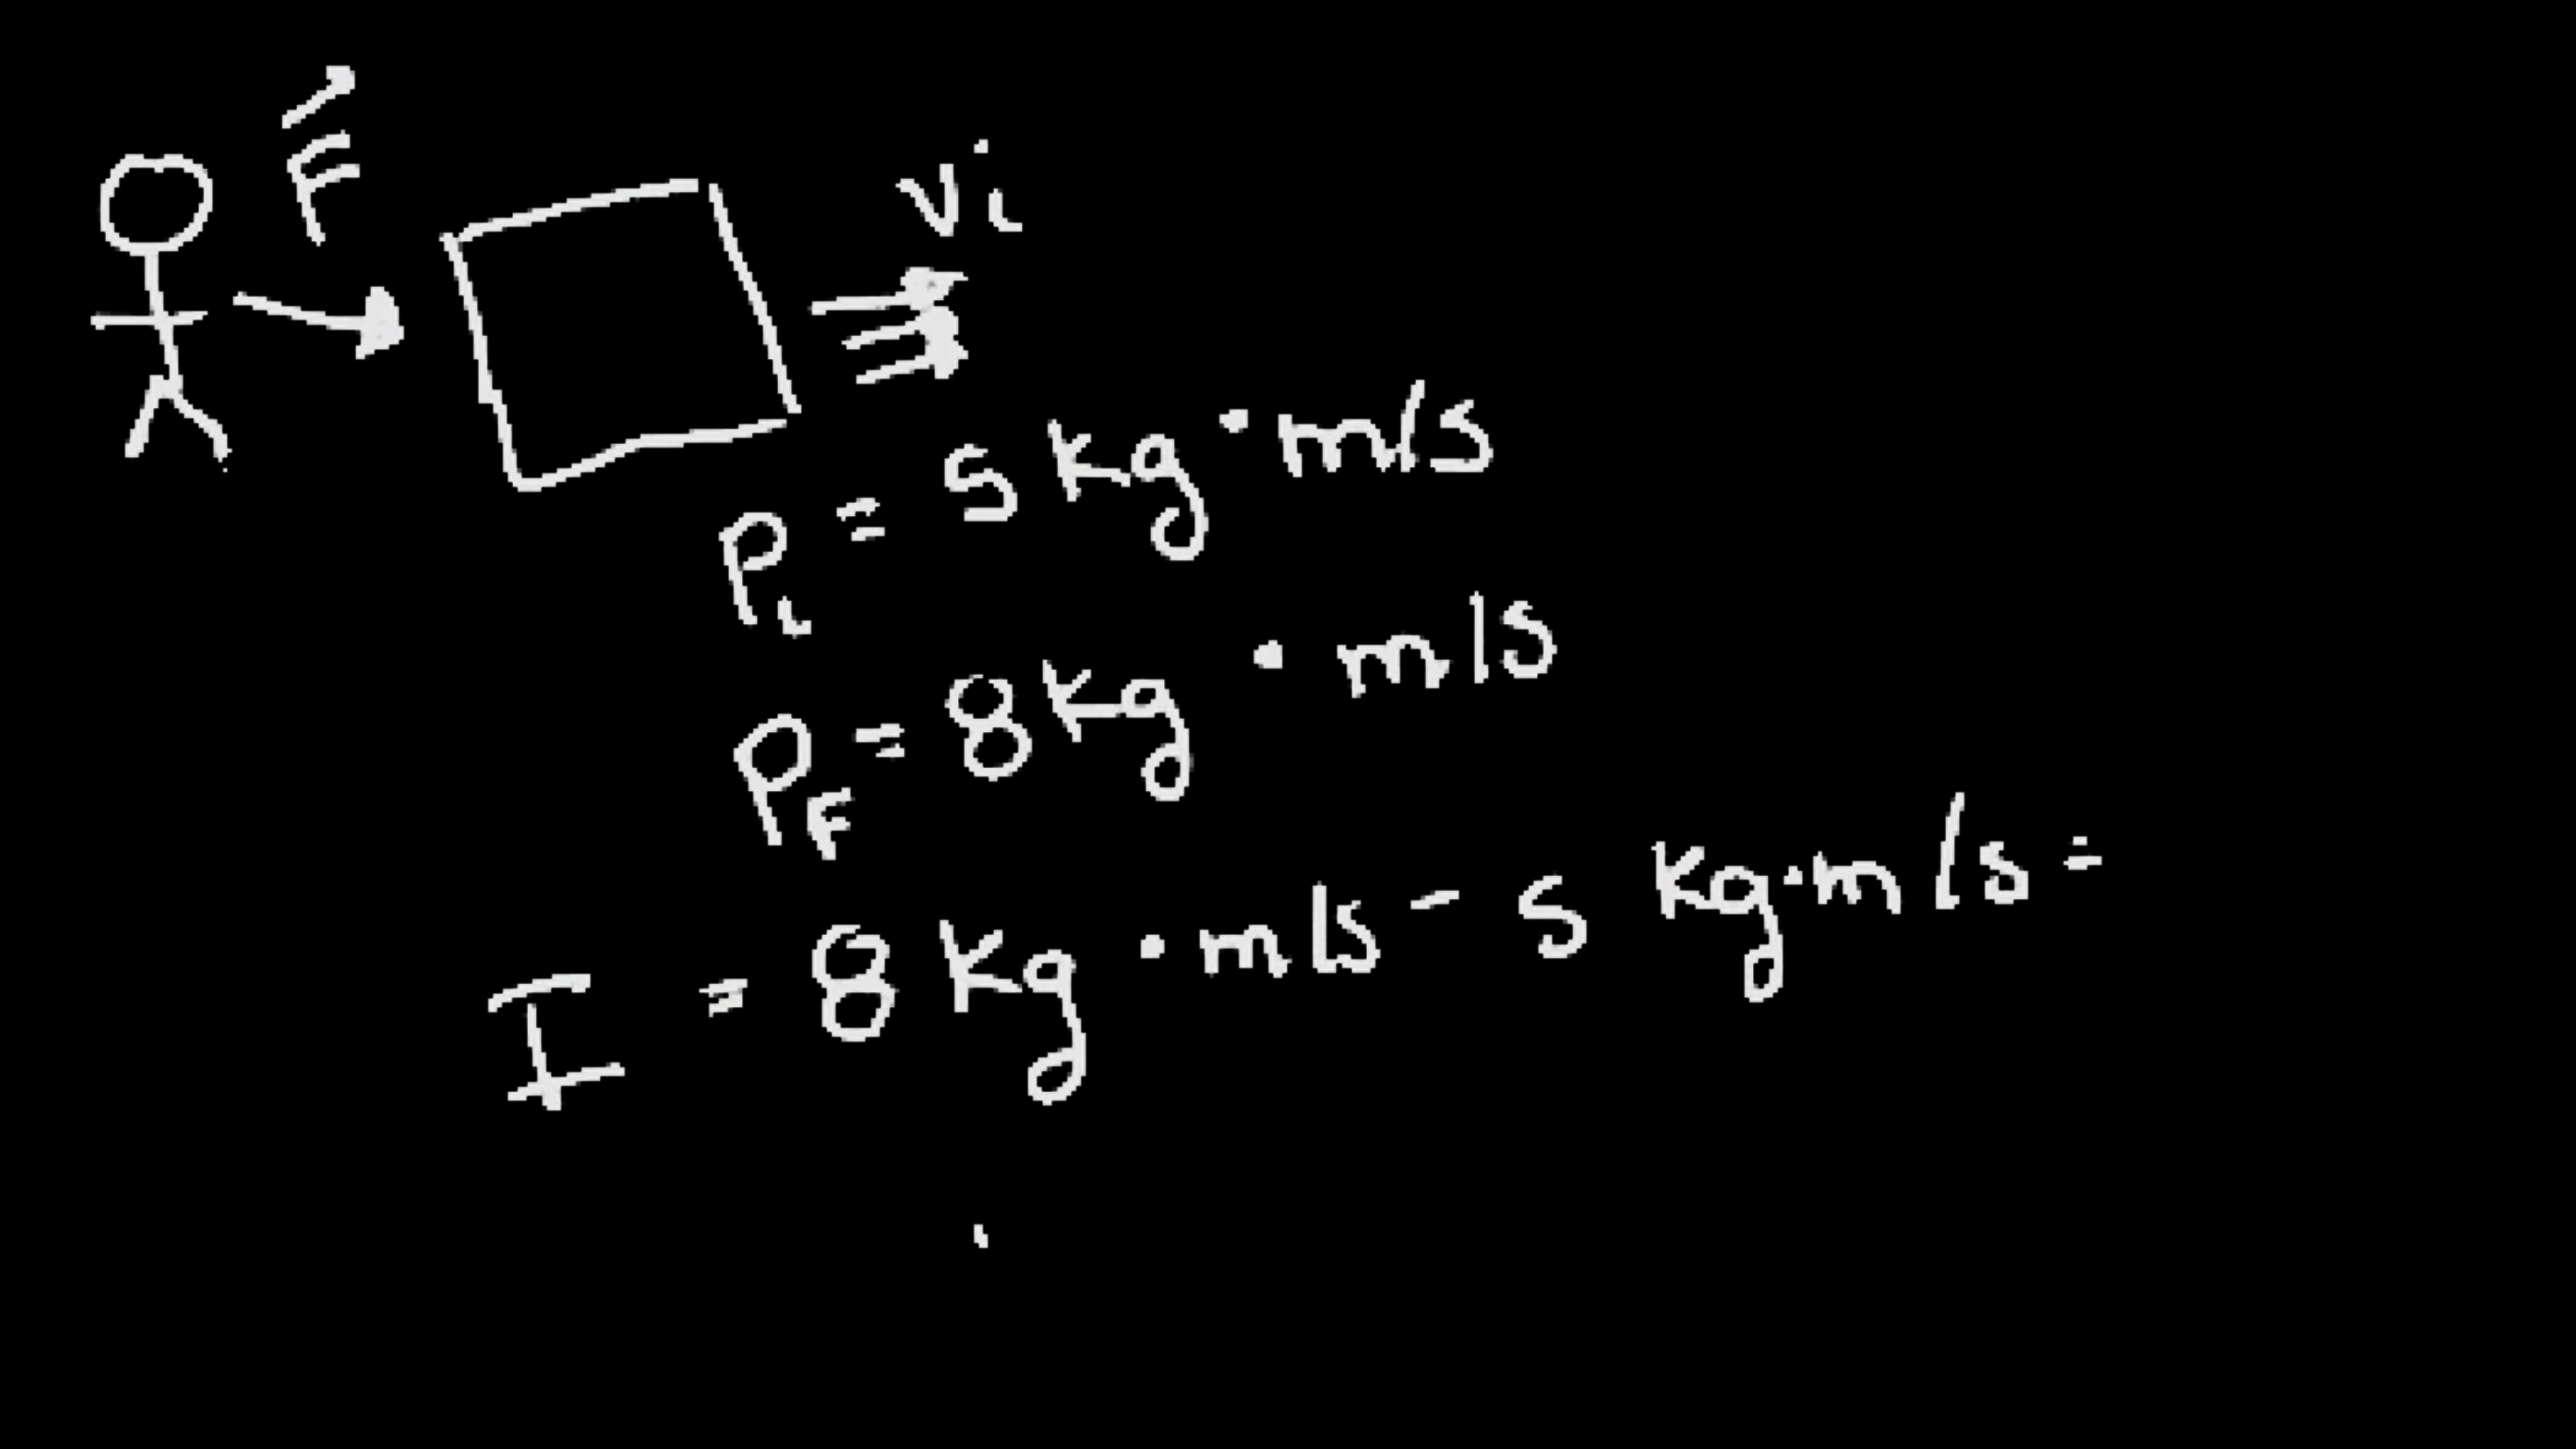 F
vi
Pi = 5 kg · m/s
PF = 8 kg · m/s
I = 8 kg · m/s - 5 kg · m/s =